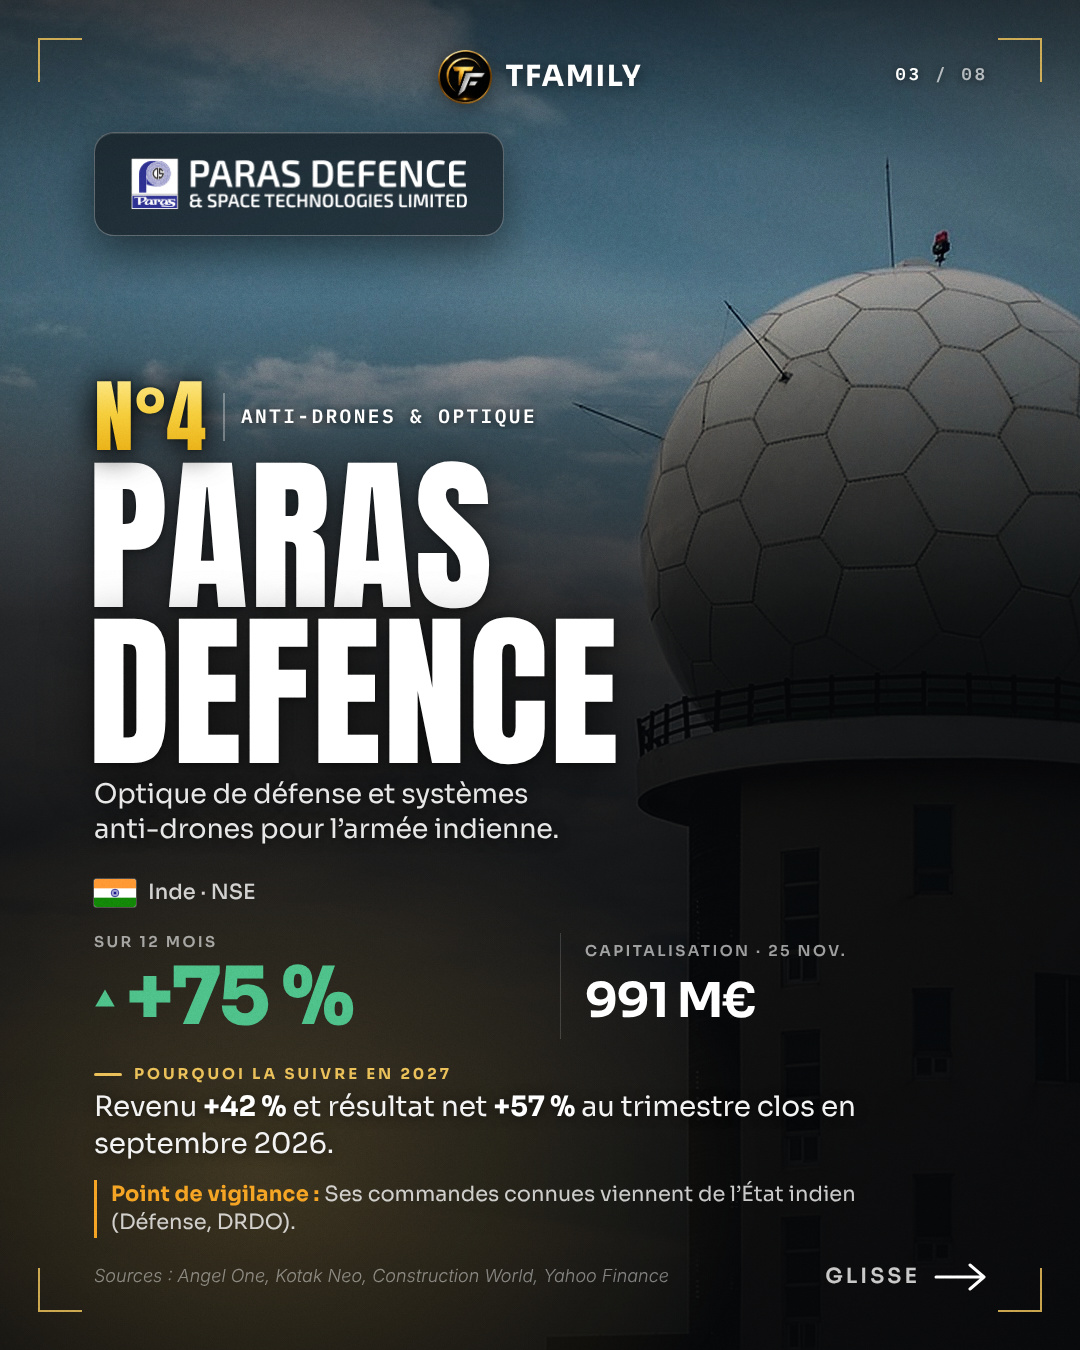 TFAMILY
03 / 08
PARAS DEFENCE
& SPACE TECHNOLOGIES LIMITED
Paras
N°4
ANTI-DRONES & OPTIQUE
PARAS
DEFENCE
Optique de défense et systèmes
anti-drones pour l’armée indienne.
Inde · NSE
SUR 12 MOIS
+75 %
CAPITALISATION · 25 NOV.
991 M€
POURQUOI LA SUIVRE EN 2027
Revenu +42 % et résultat net +57 % au trimestre clos en
septembre 2026.
Point de vigilance : Ses commandes connues viennent de l’État indien
(Défense, DRDO).
Sources : Angel One, Kotak Neo, Construction World, Yahoo Finance
GLISSE